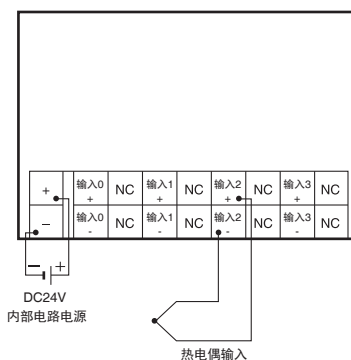 + 输入0 + NC 输入1 + NC 输入2 + NC 输入3 + NC
− 输入0 - NC 输入1 - NC 输入2 - NC 输入3 - NC
− +
DC24V
内部电路电源
热电偶输入